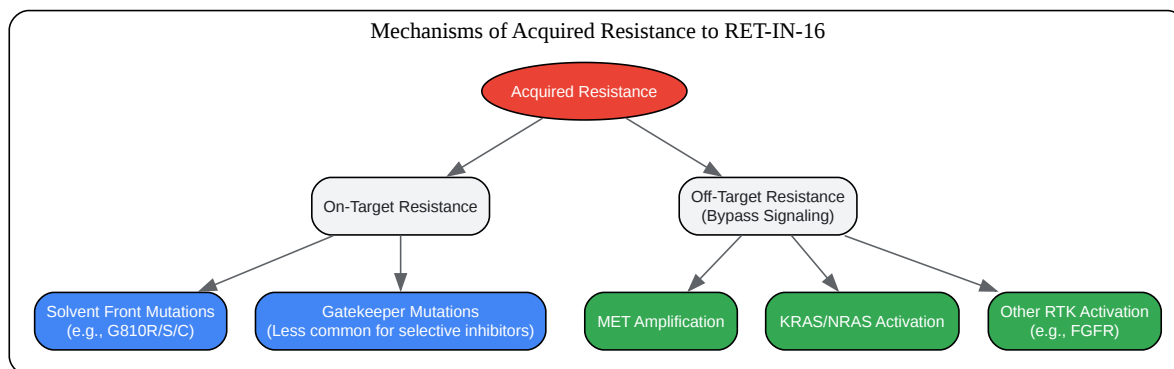 Mechanisms of Acquired Resistance to RET-IN-16
Acquired Resistance
On-Target Resistance
Off-Target Resistance
(Bypass Signaling)
Solvent Front Mutations
(e.g., G810R/S/C)
Gatekeeper Mutations
(Less common for selective inhibitors)
MET Amplification
KRAS/NRAS Activation
Other RTK Activation
(e.g., FGFR)